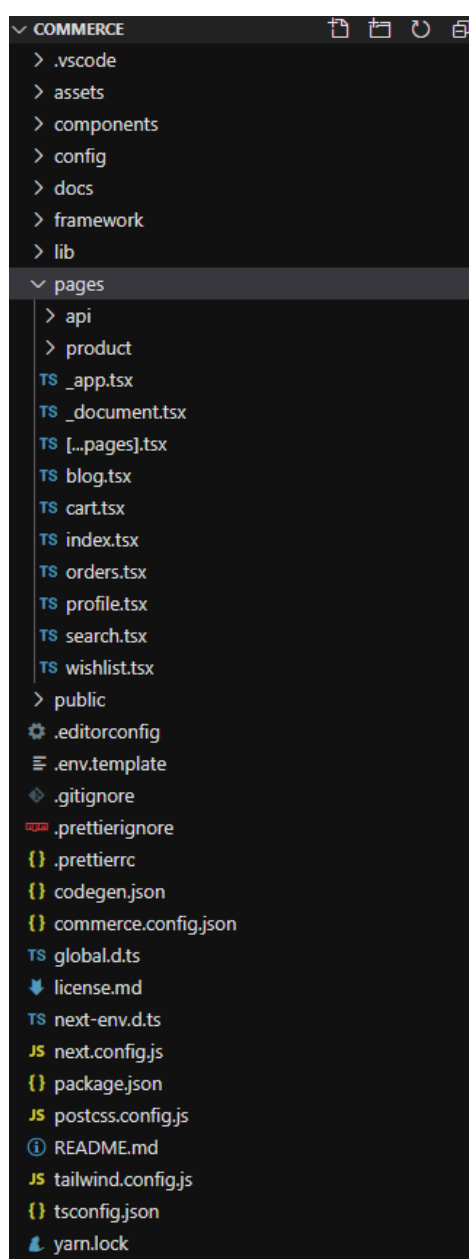 COMMERCE
.vscode
assets
components
config
docs
framework
lib
pages
api
product
TS _app.tsx
TS _document.tsx
TS [...pages].tsx
TS blog.tsx
TS cart.tsx
TS index.tsx
TS orders.tsx
TS profile.tsx
TS search.tsx
TS wishlist.tsx
public
.editorconfig
.env.template
.gitignore
.prettierignore
{} .prettierrc
{} codegen.json
{} commerce.config.json
TS global.d.ts
license.md
TS next-env.d.ts
JS next.config.js
{} package.json
JS postcss.config.js
README.md
JS tailwind.config.js
{} tsconfig.json
yarn.lock